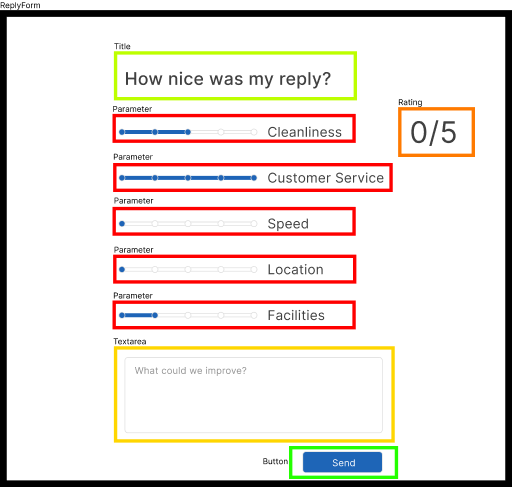 ReplyForm
Title
How nice was my reply?
Parameter
Cleanliness
Rating
0/5
Parameter
Customer Service
Parameter
Speed
Parameter
Location
Parameter
Facilities
Textarea
What could we improve?
Button
Send